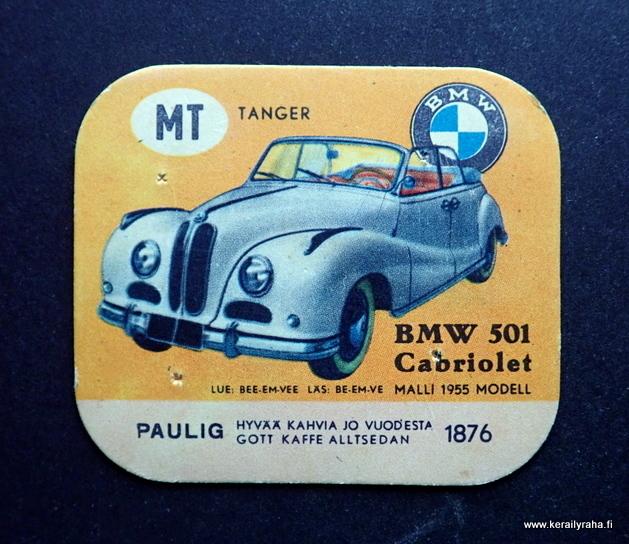 MT TANGER
BMW
BMW 501
Cabriolet
LUE: BEE-EM-VEE LÄS: BE-EM-VE MALLI 1955 MODELL
PAULIG HYVÄÄ KAHVIA JO VUODESTA 1876
GOTT KAFFE ALLTSEDAN
www.kerailyraha.fi